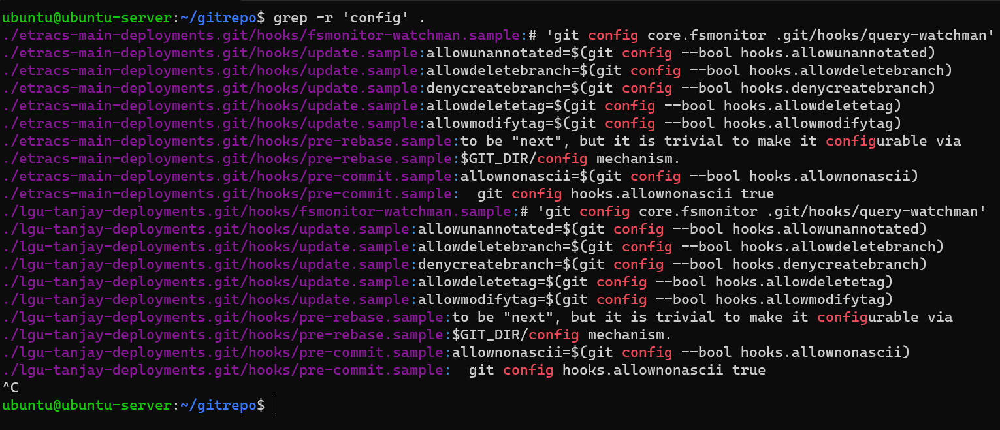 ubuntu@ubuntu-server:~/gitrepo$ grep -r 'config' .
./etracs-main-deployments.git/hooks/fsmonitor-watchman.sample:# 'git config core.fsmonitor .git/hooks/query-watchman'
./etracs-main-deployments.git/hooks/update.sample:allowunannotated=$(git config --bool hooks.allowunannotated)
./etracs-main-deployments.git/hooks/update.sample:allowdeletebranch=$(git config --bool hooks.allowdeletebranch)
./etracs-main-deployments.git/hooks/update.sample:denycreatebranch=$(git config --bool hooks.denycreatebranch)
./etracs-main-deployments.git/hooks/update.sample:allowdeletetag=$(git config --bool hooks.allowdeletetag)
./etracs-main-deployments.git/hooks/update.sample:allowmodifytag=$(git config --bool hooks.allowmodifytag)
./etracs-main-deployments.git/hooks/pre-rebase.sample:to be "next", but it is trivial to make it configurable via
./etracs-main-deployments.git/hooks/pre-rebase.sample:$GIT_DIR/config mechanism.
./etracs-main-deployments.git/hooks/pre-commit.sample:allownonascii=$(git config --bool hooks.allownonascii)
./etracs-main-deployments.git/hooks/pre-commit.sample:  git config hooks.allownonascii true
./lgu-tanjay-deployments.git/hooks/fsmonitor-watchman.sample:# 'git config core.fsmonitor .git/hooks/query-watchman'
./lgu-tanjay-deployments.git/hooks/update.sample:allowunannotated=$(git config --bool hooks.allowunannotated)
./lgu-tanjay-deployments.git/hooks/update.sample:allowdeletebranch=$(git config --bool hooks.allowdeletebranch)
./lgu-tanjay-deployments.git/hooks/update.sample:denycreatebranch=$(git config --bool hooks.denycreatebranch)
./lgu-tanjay-deployments.git/hooks/update.sample:allowdeletetag=$(git config --bool hooks.allowdeletetag)
./lgu-tanjay-deployments.git/hooks/update.sample:allowmodifytag=$(git config --bool hooks.allowmodifytag)
./lgu-tanjay-deployments.git/hooks/pre-rebase.sample:to be "next", but it is trivial to make it configurable via
./lgu-tanjay-deployments.git/hooks/pre-rebase.sample:$GIT_DIR/config mechanism.
./lgu-tanjay-deployments.git/hooks/pre-commit.sample:allownonascii=$(git config --bool hooks.allownonascii)
./lgu-tanjay-deployments.git/hooks/pre-commit.sample:  git config hooks.allownonascii true
^C
ubuntu@ubuntu-server:~/gitrepo$